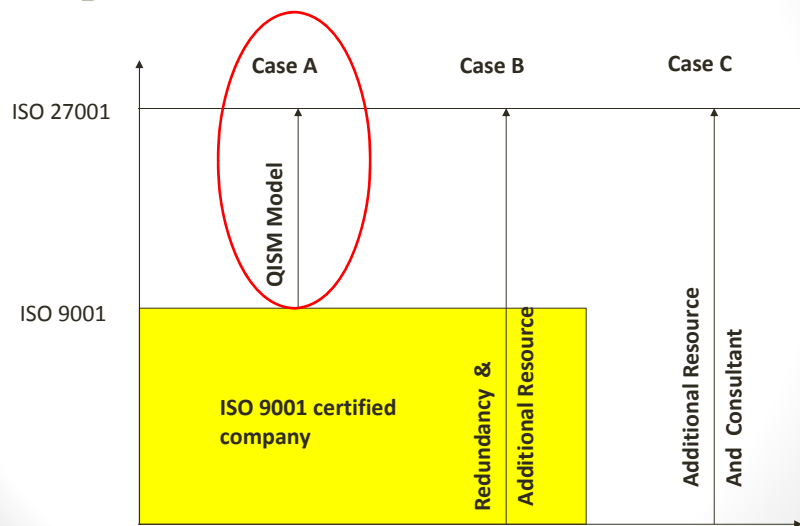 Case A
Case B
Case C
ISO 27001
QISM Model
ISO 9001
ISO 9001 certified
company
Redundancy &
Additional Resource
Additional Resource
And Consultant